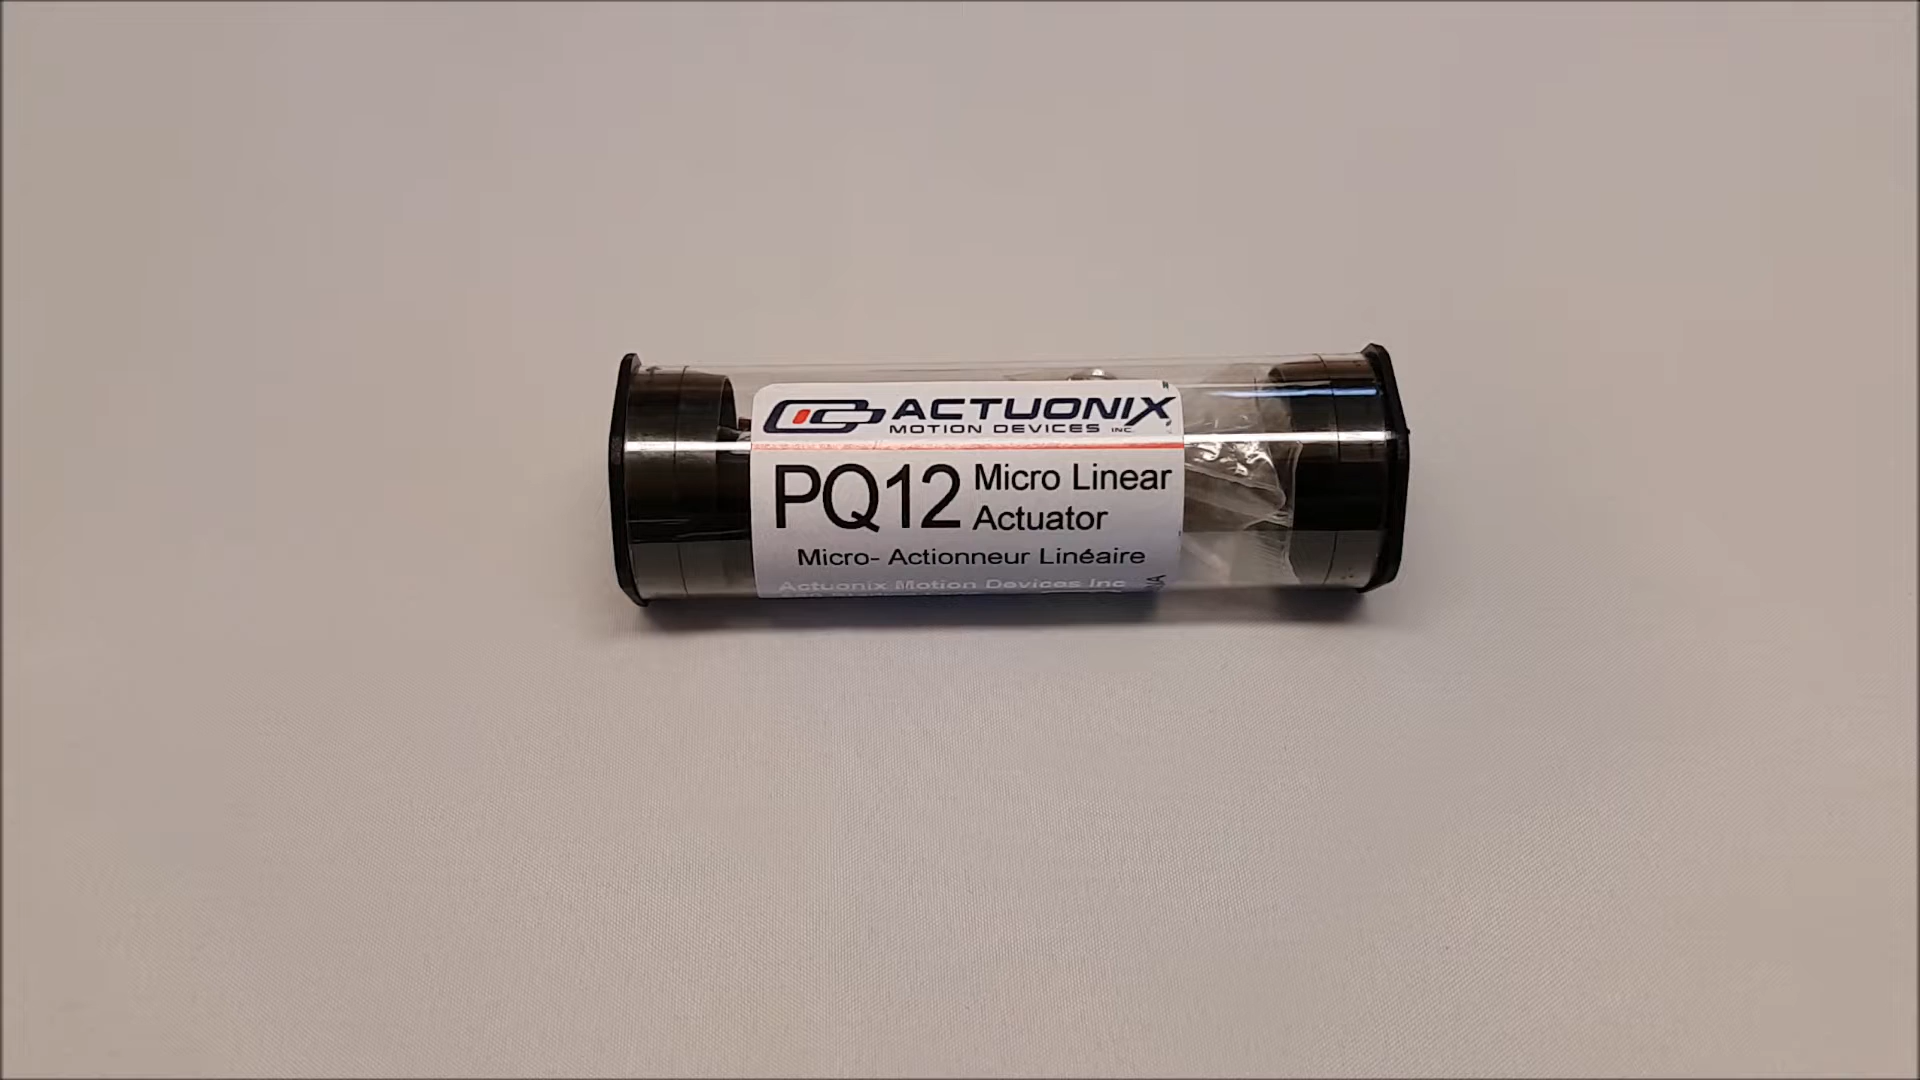 ACTUONIX
MOTION DEVICES INC
PQ12 Micro Linear
Actuator
Micro- Actionneur Linéaire
Actuonix Motion Devices Inc